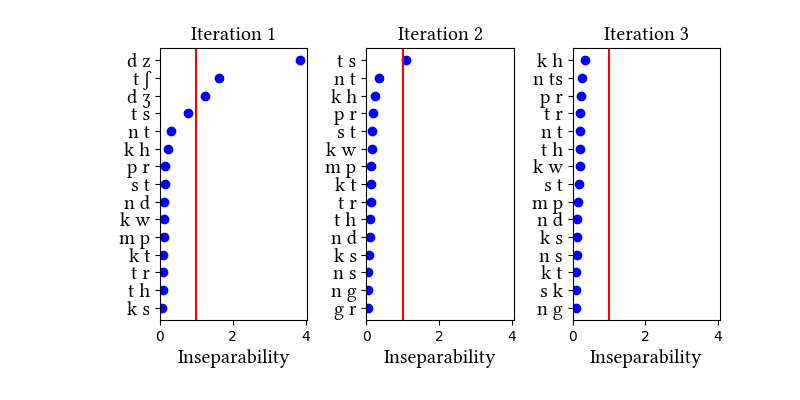 Iteration 1
d z
t ʃ
d ʒ
t s
n t
k h
p r
s t
n d
k w
m p
k t
t r
t h
k s
0 2 4
Inseparability
Iteration 2
t s
n t
k h
p r
s t
k w
m p
k t
t r
t h
n d
k s
n s
n g
g r
0 2 4
Inseparability
Iteration 3
k h
n ts
p r
t r
n t
t h
k w
s t
m p
n d
k s
n s
k t
s k
n g
0 2 4
Inseparability